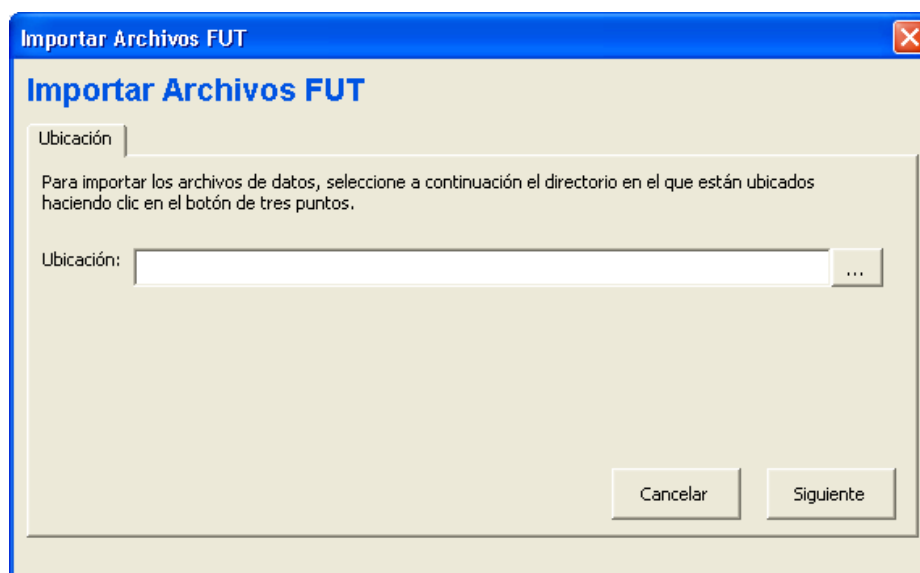 Importar Archivos FUT
Importar Archivos FUT
Ubicación
Para importar los archivos de datos, seleccione a continuación el directorio en el que están ubicados
haciendo clic en el botón de tres puntos.
Ubicación:
...
Cancelar
Siguiente